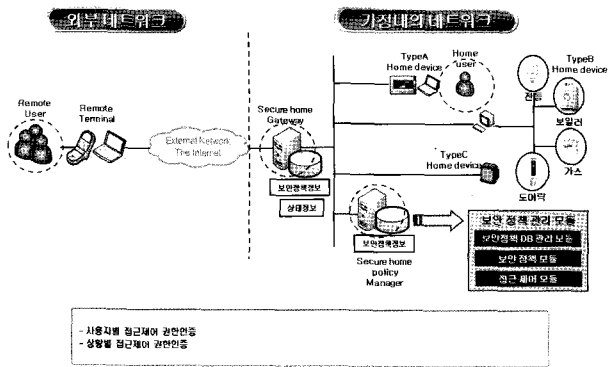 외부 네트워크
가정내의 네트워크
TypeA
Home device
Home
user
TypeB
Home device
전등
보일러
가스
도어락
Remote
User
Remote
Terminal
External Network
The Internet
Secure home
Gateway
보안정책정보
상태정보
TypeC
Home device
보안정책정보
Secure home
policy
Manager
보안 정책 관리 모듈
보안정책 DB 관리 모듈
보안 정책 모듈
접근 제어 모듈
- 사용자별 접근제어 권한인증
- 상황별 접근제어 권한인증